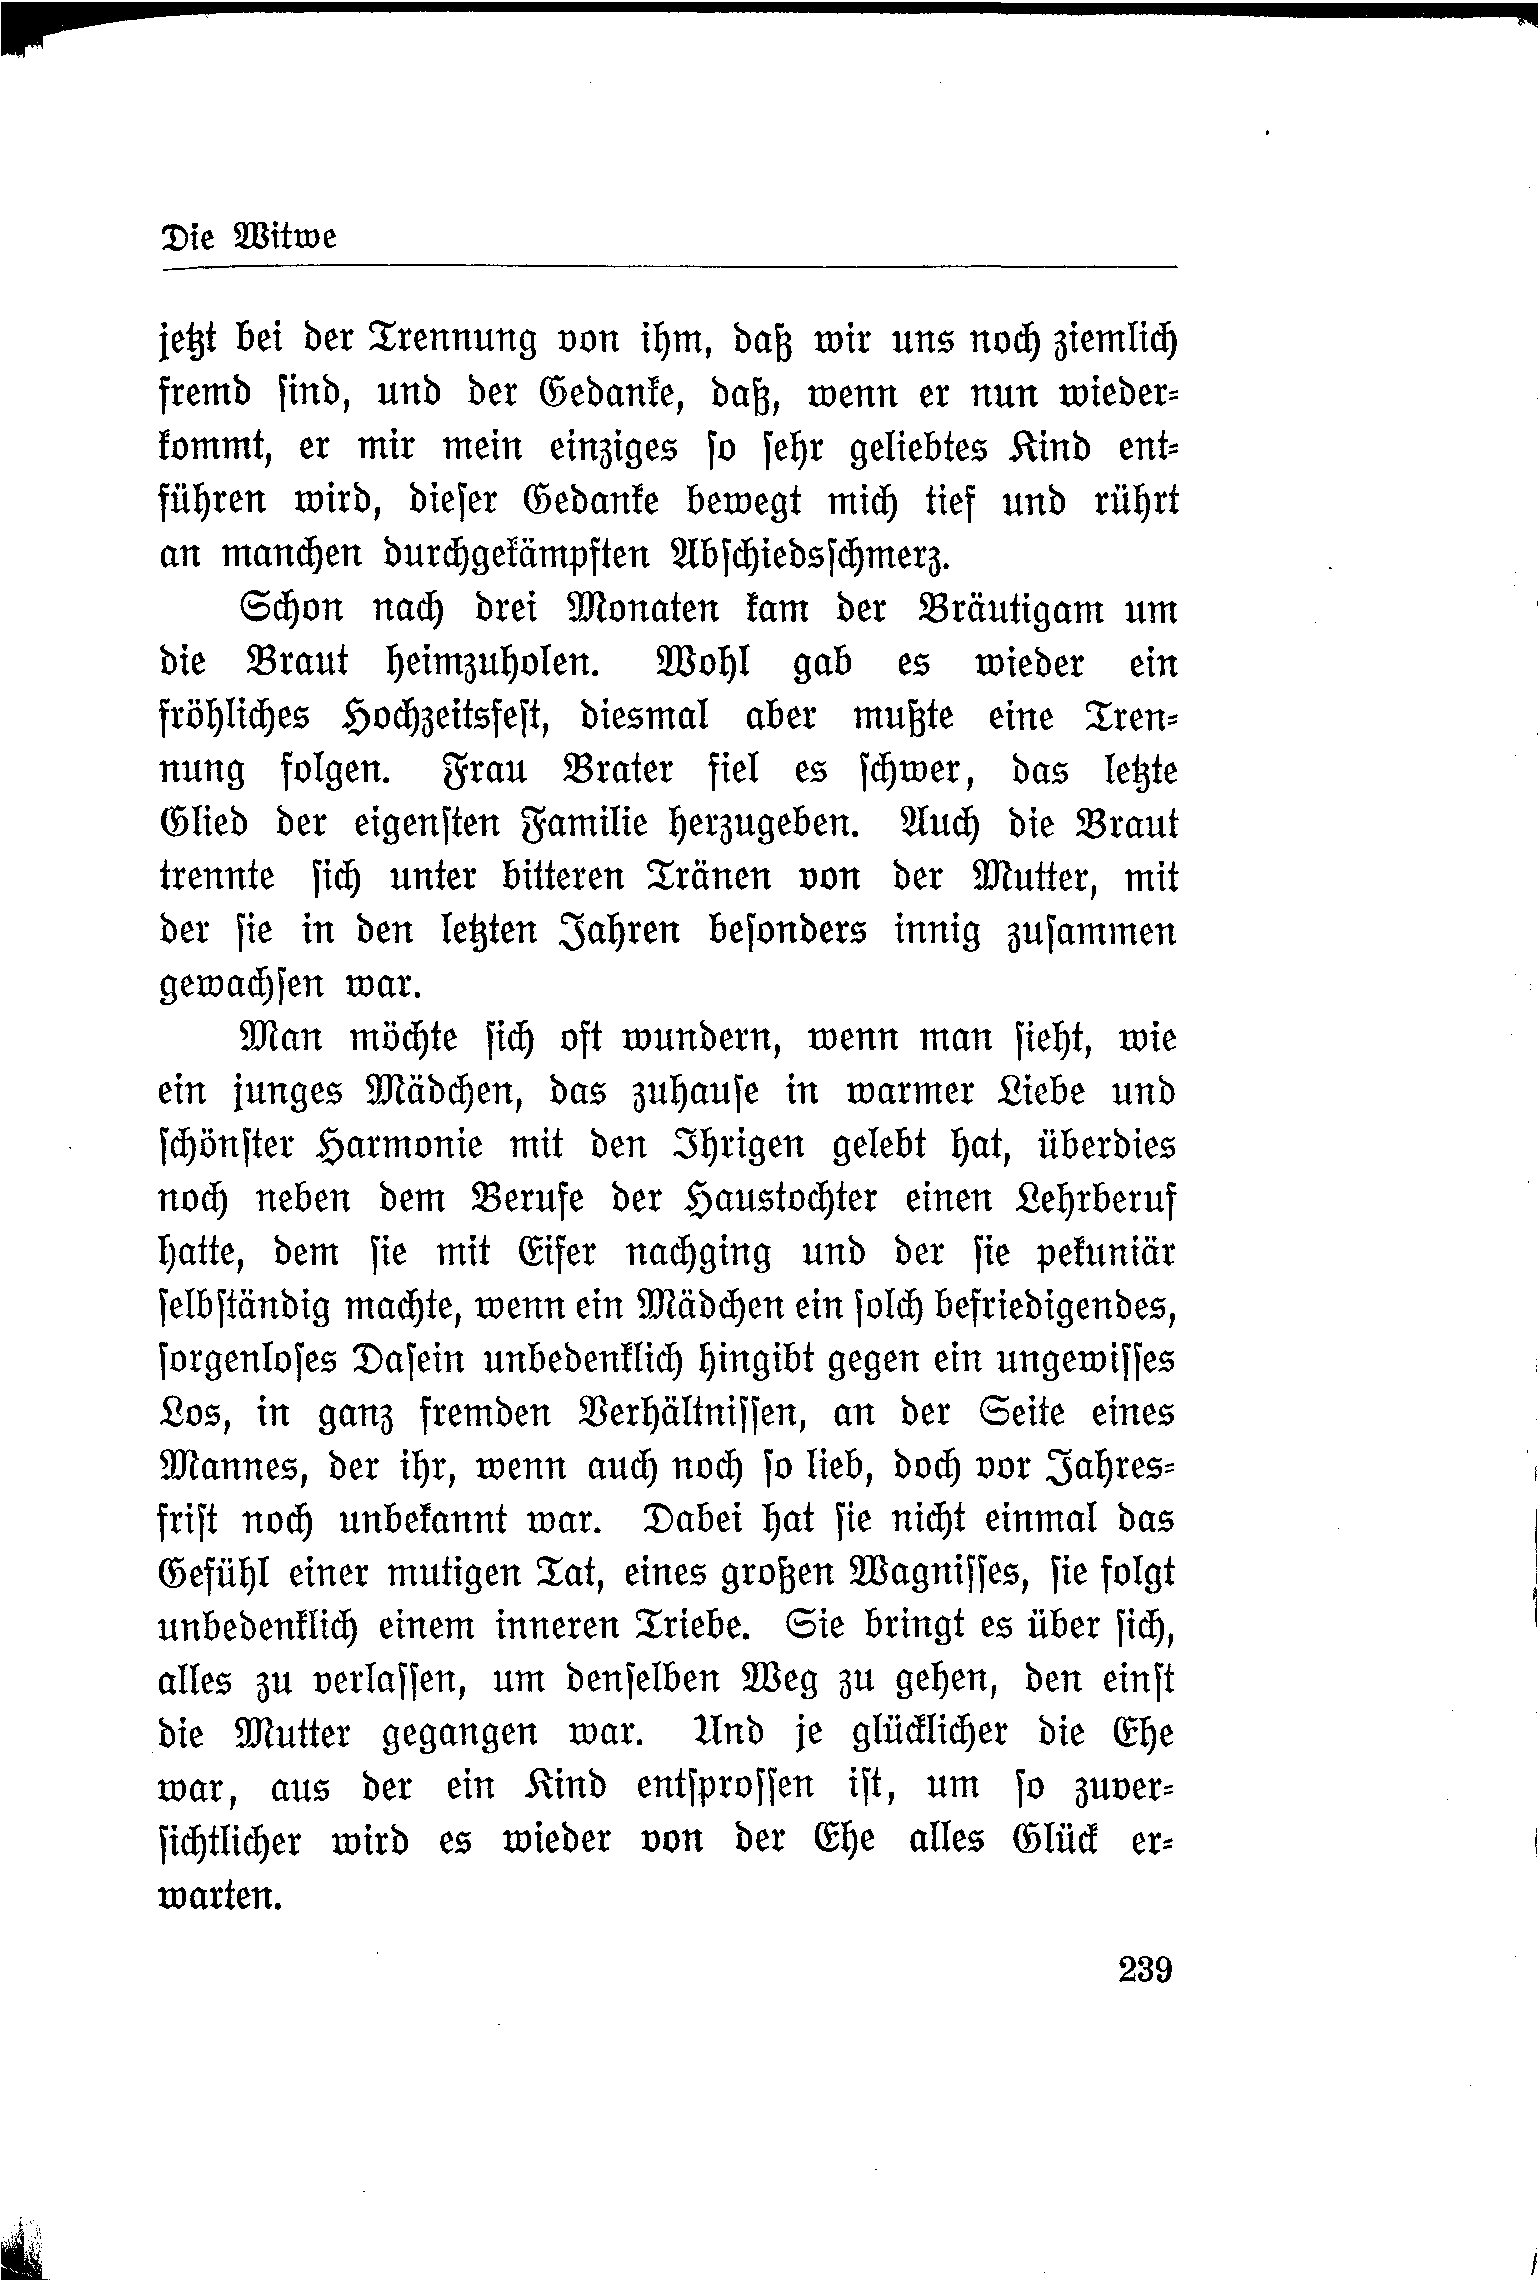 Die Witwe
jetzt bei der Trennung von ihm, daß wir uns noch ziemlich
fremd sind, und der Gedanke, daß, wenn er nun wieder-
kommt, er mir mein einziges so sehr geliebtes Kind ent-
führen wird, dieser Gedanke bewegt mich tief und rührt
an manchen durchgekämpften Abschiedsschmerz.
Schon nach drei Monaten kam der Bräutigam um
die Braut heimzuholen. Wohl gab es wieder ein
fröhliches Hochzeitsfest, diesmal aber mußte eine Tren-
nung folgen. Frau Brater fiel es schwer, das letzte
Glied der eigensten Familie herzugeben. Auch die Braut
trennte sich unter bitteren Tränen von der Mutter, mit
der sie in den letzten Jahren besonders innig zusammen
gewachsen war.
Man möchte sich oft wundern, wenn man sieht, wie
ein junges Mädchen, das zuhause in warmer Liebe und
schönster Harmonie mit den Ihrigen gelebt hat, überdies
noch neben dem Berufe der Haustochter einen Lehrberuf
hatte, dem sie mit Eifer nachging und der sie pekuniär
selbständig machte, wenn ein Mädchen ein solch befriedigendes,
sorgenloses Dasein unbedenklich hingibt gegen ein ungewisses
Los, in ganz fremden Verhältnissen, an der Seite eines
Mannes, der ihr, wenn auch noch so lieb, doch vor Jahres-
frist noch unbekannt war. Dabei hat sie nicht einmal das
Gefühl einer mutigen Tat, eines großen Wagnisses, sie folgt
unbedenklich einem inneren Triebe. Sie bringt es über sich,
alles zu verlassen, um denselben Weg zu gehen, den einst
die Mutter gegangen war. Und je glücklicher die Ehe
war, aus der ein Kind entsprossen ist, um so zuver-
sichtlicher wird es wieder von der Ehe alles Glück er-
warten.
239